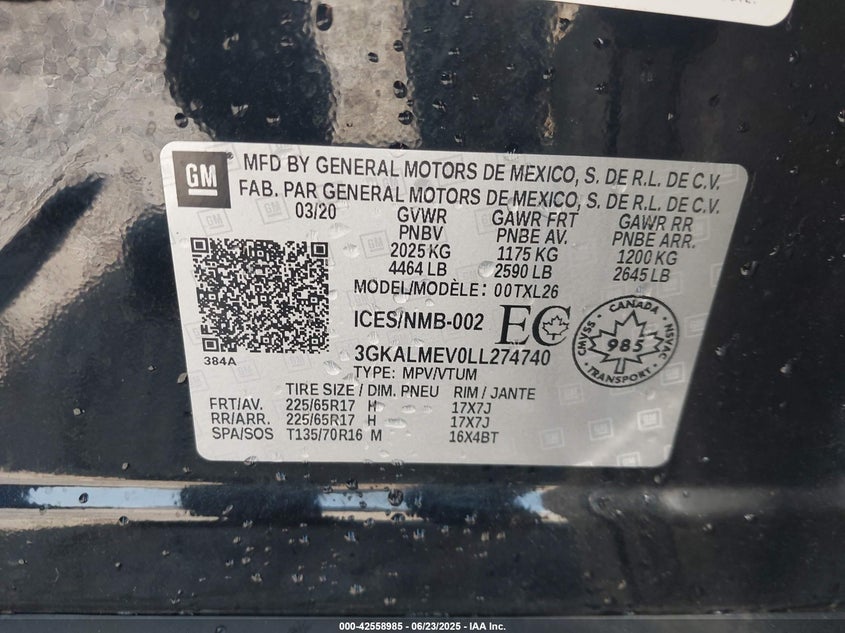 GM
MFD BY GENERAL MOTORS DE MEXICO, S. DE R.L. DE C.V.
FAB. PAR GENERAL MOTORS DE MEXICO, S. DE R.L. DE C.V.
03/20 GVWR GAWR FRT GAWR RR
PNBV PNBE AV. PNBE ARR.
2025 KG 1175 KG 1200 KG
4464 LB 2590 LB 2645 LB
MODEL/MODÈLE: 00TXL26
ICES/NMB-002 EC
CANADA
CMVSS 985 NSVAC
TRANSPORT
384A
3GKALMEV0LL274740
TYPE: MPV/VTUM
TIRE SIZE / DIM. PNEU RIM / JANTE
FRT/AV. 225/65R17 H 17X7J
RR/ARR. 225/65R17 H 17X7J
SPA/SOS T135/70R16 M 16X4BT
000-42558985 - 06/23/2025 - IAA Inc.